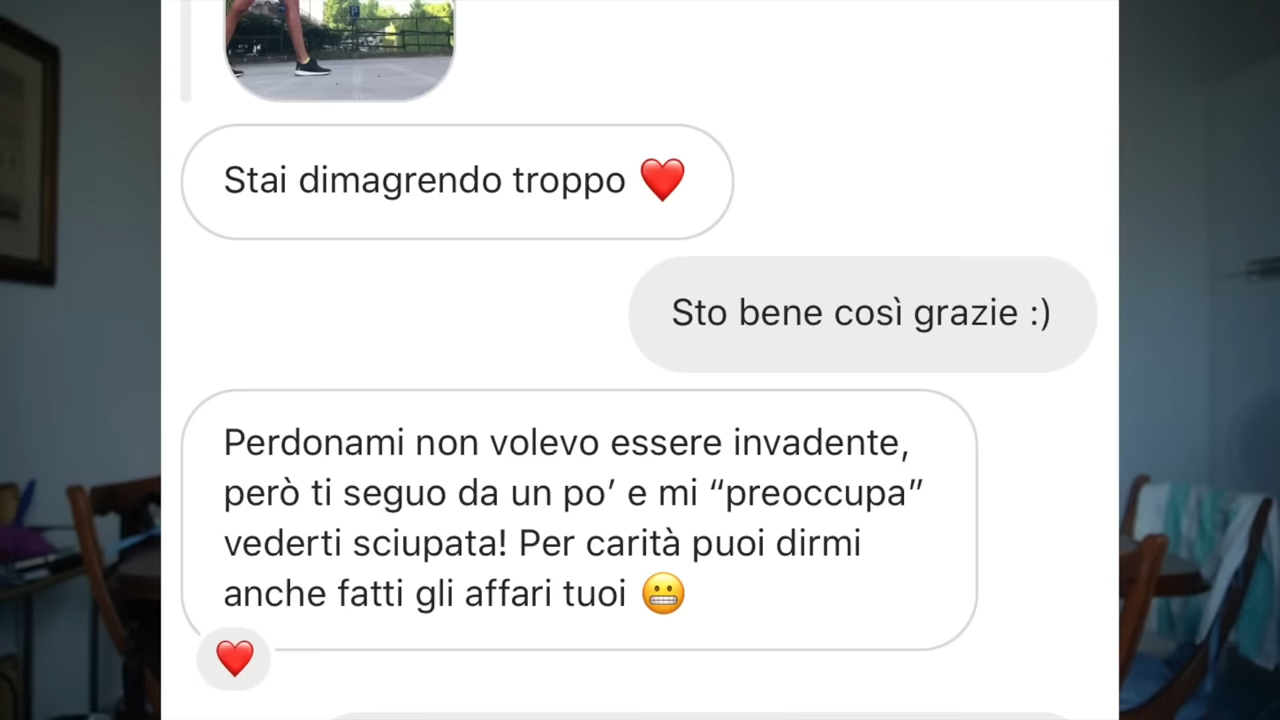 P
Stai dimagrendo troppo ❤️
Sto bene così grazie :)
Perdonami non volevo essere invadente,
però ti seguo da un po’ e mi “preoccupa”
vederti sciupata! Per carità puoi dirmi
anche fatti gli affari tuoi 😬
❤️